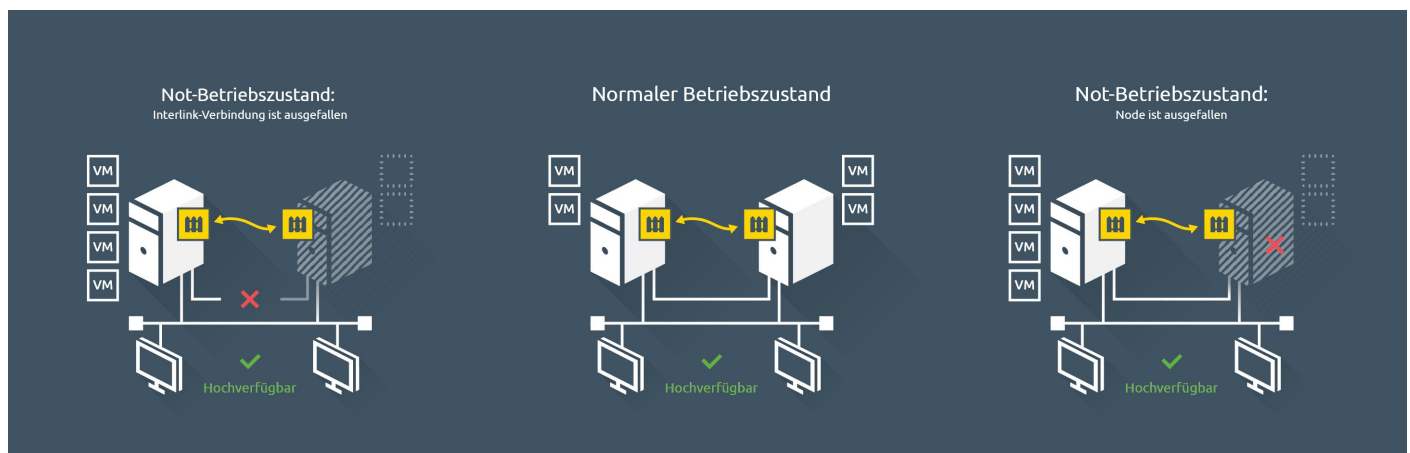 Not-Betriebszustand:
Interlink-Verbindung ist ausgefallen
VM
VM
VM
VM
Hochverfügbar
Normaler Betriebszustand
VM
VM
VM
VM
Hochverfügbar
Not-Betriebszustand:
Node ist ausgefallen
VM
VM
VM
VM
Hochverfügbar